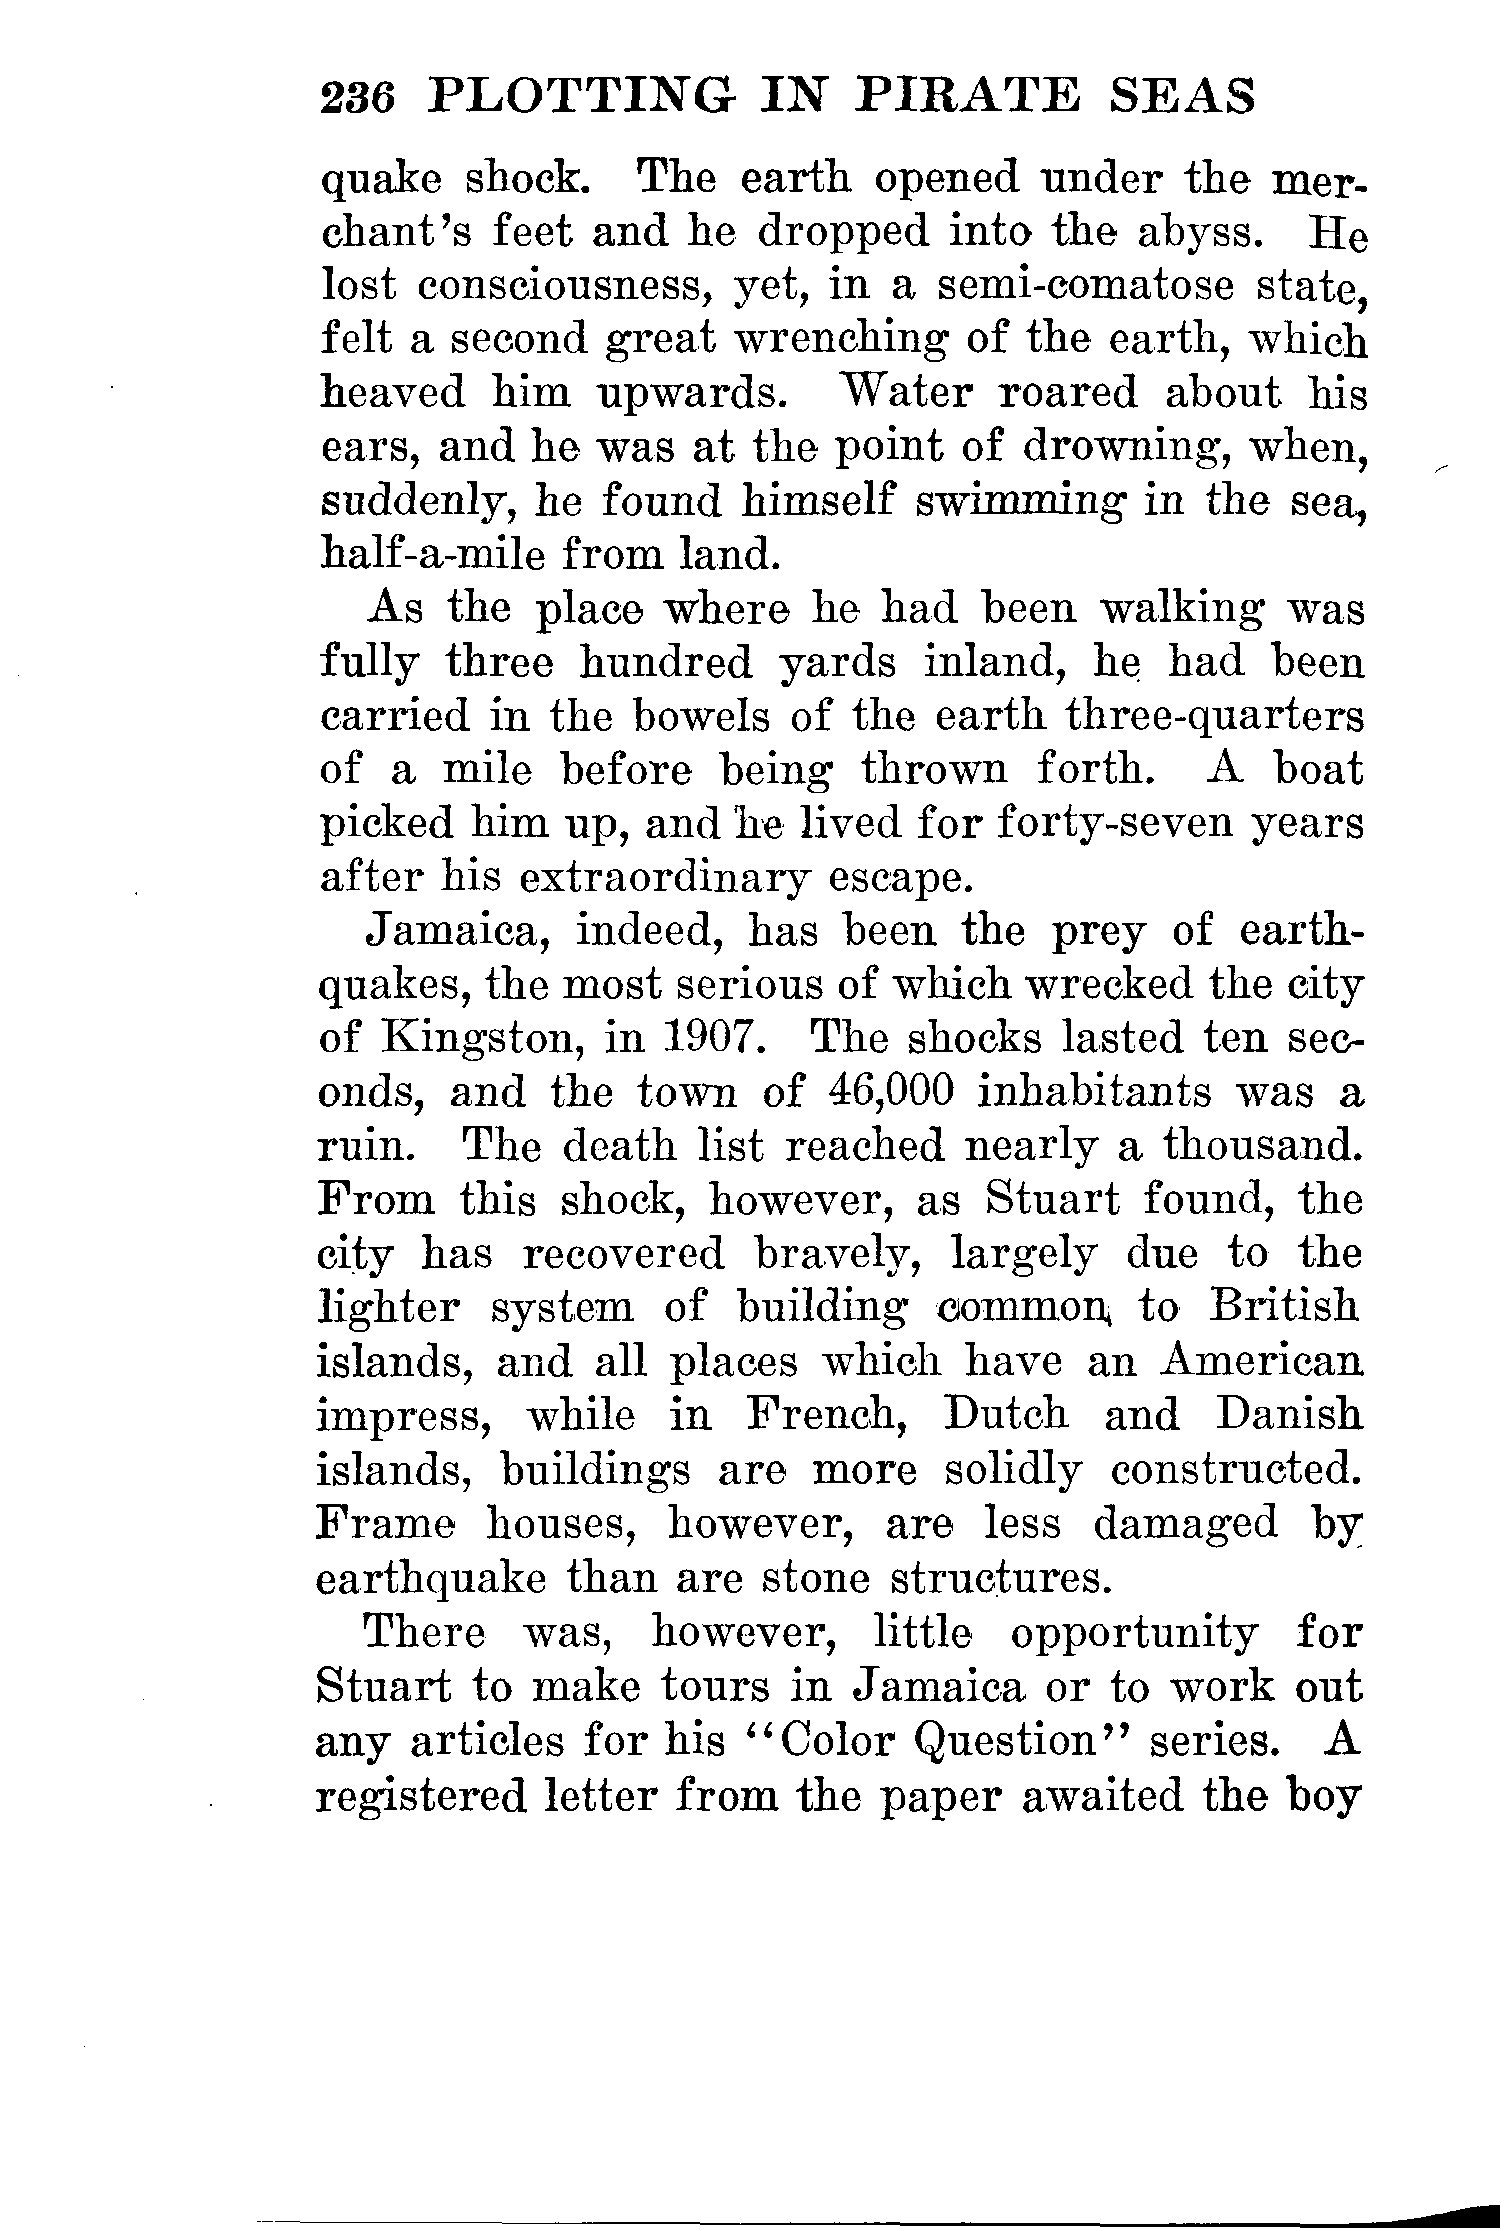 236 PLOTTING IN PIRATE SEAS
quake shock. The earth opened under the mer-
chant's feet and he dropped into the abyss. He
lost consciousness, yet, in a semi-comatose state,
felt a second great wrenching of the earth, which
heaved him upwards. Water roared about his
ears, and he was at the point of drowning, when,
suddenly, he found himself swimming in the sea,
half-a-mile from land.
As the place where he had been walking was
fully three hundred yards inland, he had been
carried in the bowels of the earth three-quarters
of a mile before being thrown forth. A boat
picked him up, and he lived for forty-seven years
after his extraordinary escape.
Jamaica, indeed, has been the prey of earth-
quakes, the most serious of which wrecked the city
of Kingston, in 1907. The shocks lasted ten sec-
onds, and the town of 46,000 inhabitants was a
ruin. The death list reached nearly a thousand.
From this shock, however, as Stuart found, the
city has recovered bravely, largely due to the
lighter system of building common to British
islands, and all places which have an American
impress, while in French, Dutch and Danish
islands, buildings are more solidly constructed.
Frame houses, however, are less damaged by
earthquake than are stone structures.
There was, however, little opportunity for
Stuart to make tours in Jamaica or to work out
any articles for his "Color Question" series. A
registered letter from the paper awaited the boy